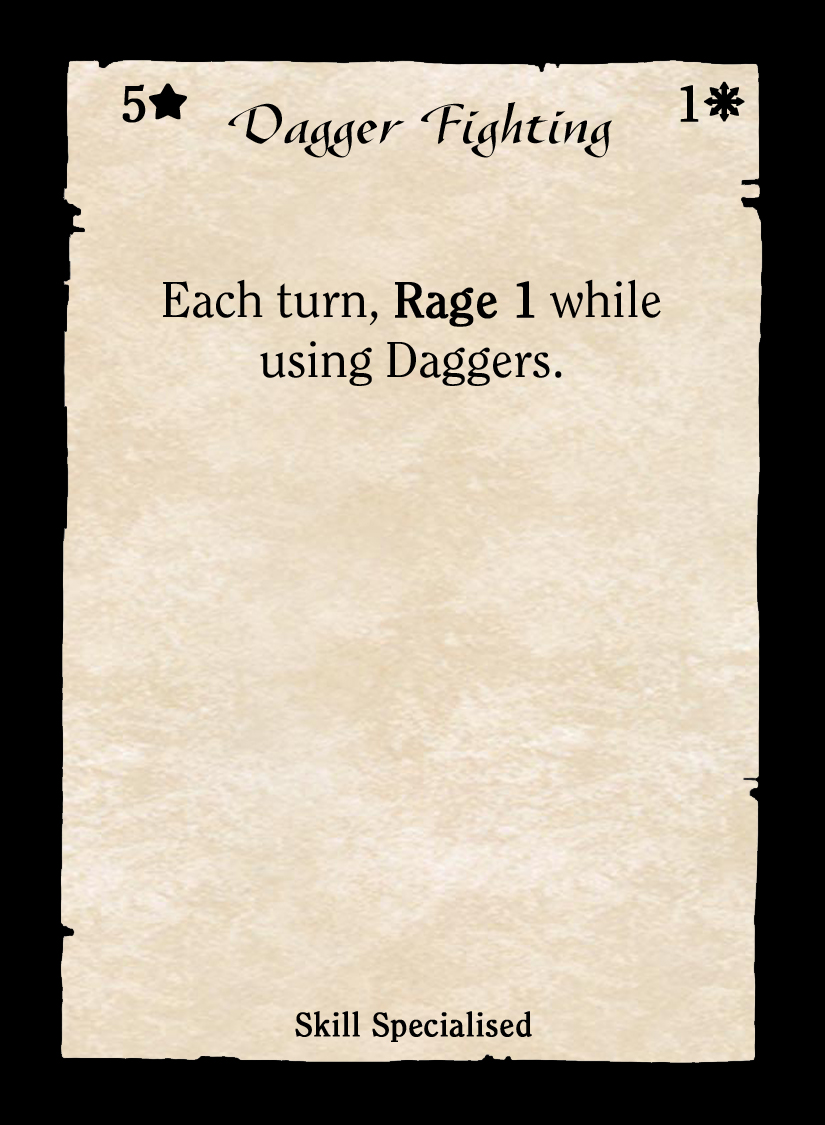 5★ Dagger Fighting 1
Each turn, Rage 1 while
using Daggers.
Skill Specialised